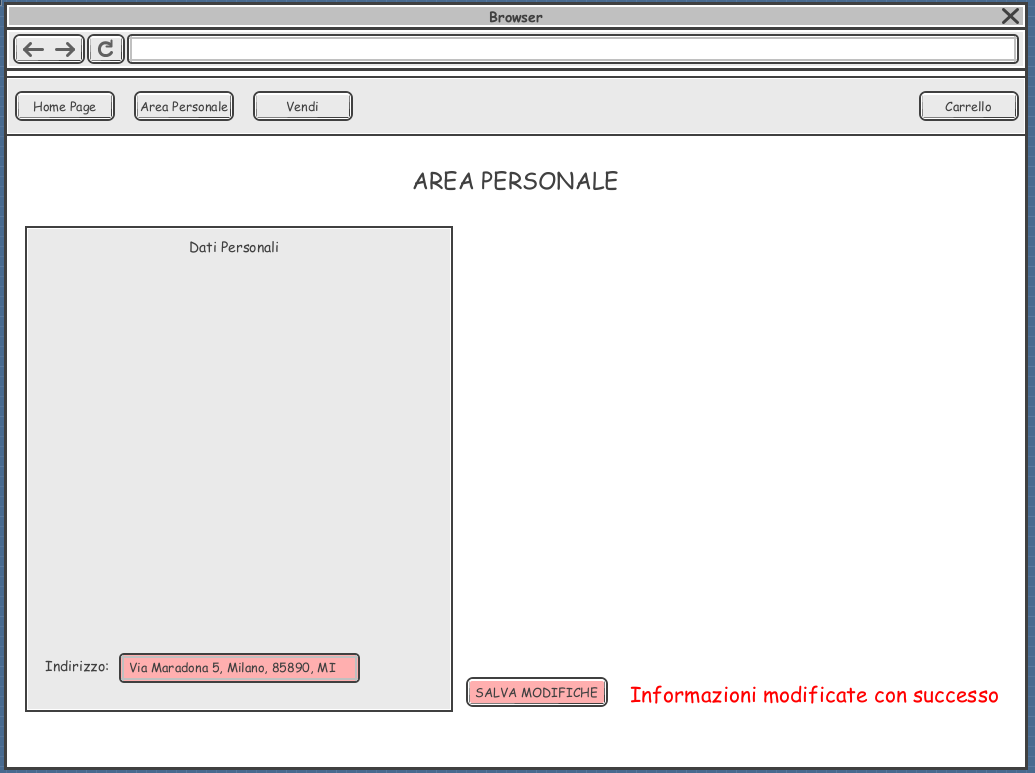 Browser
Home Page
Area Personale
Vendi
Carrello
AREA PERSONALE
Dati Personali
Indirizzo:
Via Maradona 5, Milano, 85890, MI
SALVA MODIFICHE
Informazioni modificate con successo